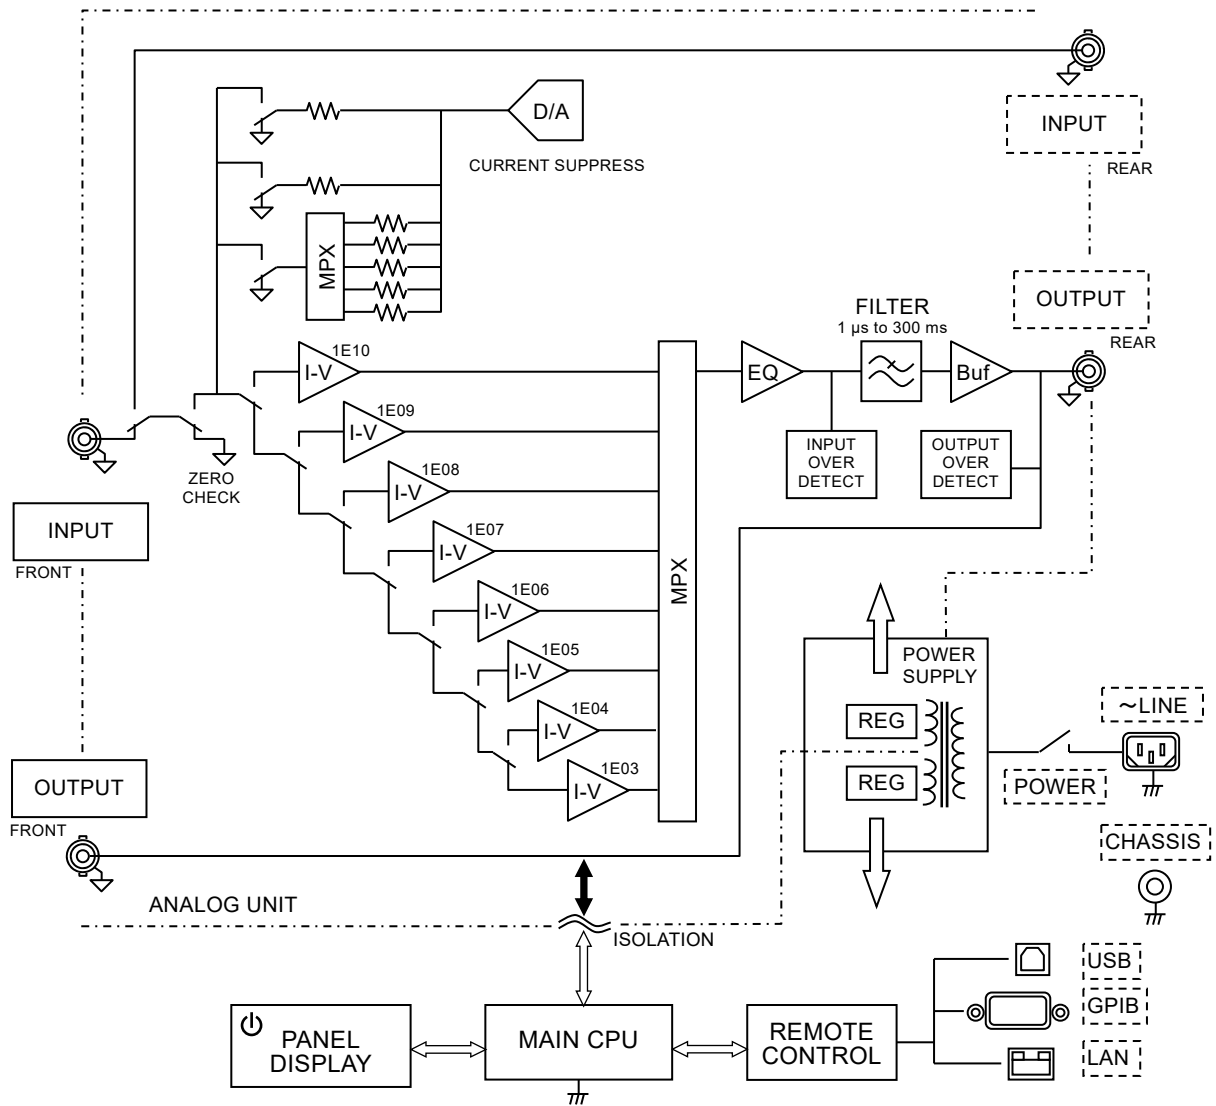 D/A
CURRENT SUPPRESS
INPUT
REAR
MPX
OUTPUT
REAR
FILTER
1 µs to 300 ms
I-V
1E10
I-V
1E09
I-V
1E08
I-V
1E07
I-V
1E06
I-V
1E05
I-V
1E04
I-V
1E03
MPX
EQ
Buf
INPUT
OVER
DETECT
OUTPUT
OVER
DETECT
ZERO
CHECK
INPUT
FRONT
OUTPUT
FRONT
POWER
SUPPLY
REG
REG
~LINE
POWER
CHASSIS
ANALOG UNIT
ISOLATION
PANEL
DISPLAY
MAIN CPU
REMOTE
CONTROL
USB
GPIB
LAN